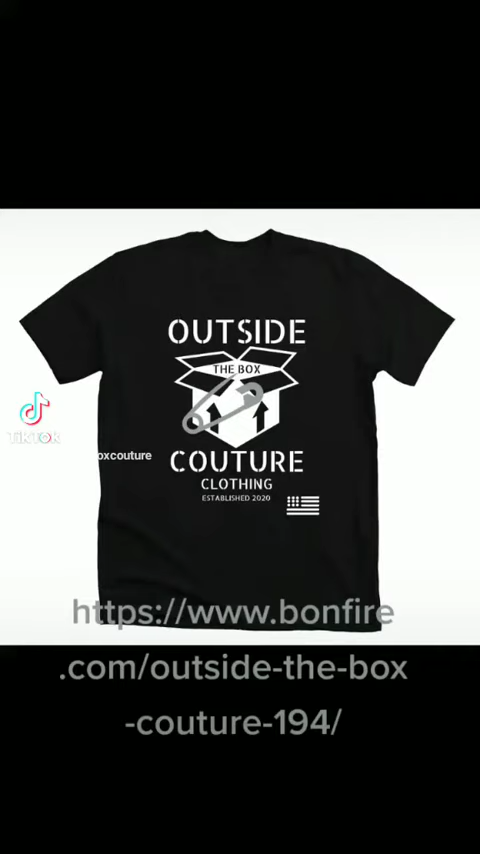 OUTSIDE
THE BOX
TikTok
oxcouture
COUTURE
CLOTHING
ESTABLISHED 2020
https://www.bonfire
.com/outside-the-box
-couture-194/